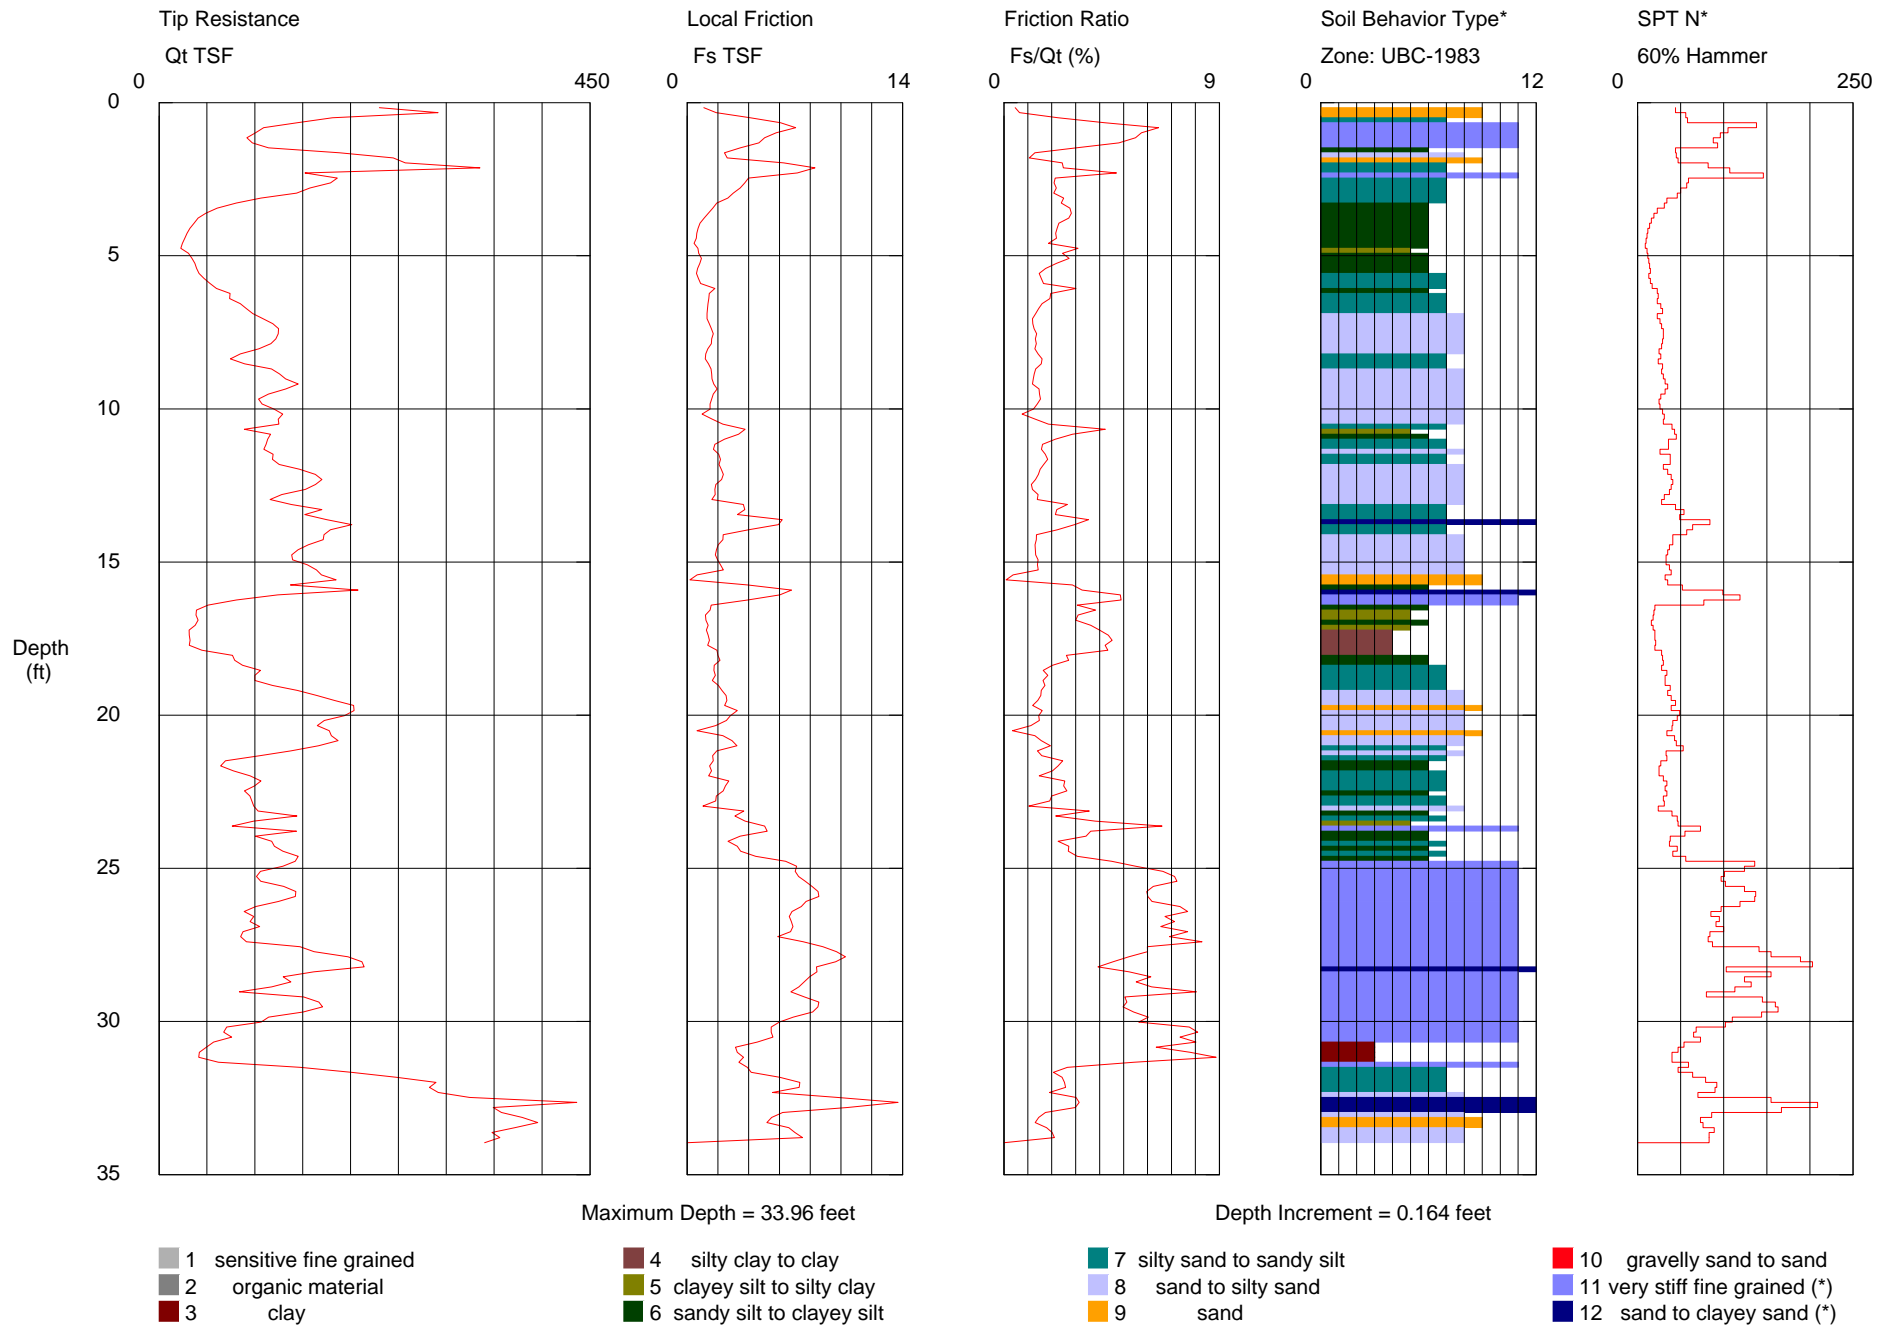 Tip Resistance
Qt TSF
Local Friction
Fs TSF
Friction Ratio
Fs/Qt (%)
Soil Behavior Type*
Zone: UBC-1983
SPT N*
60% Hammer
0 450
0 14
0 9
0 12
0 250
0
5
10
15
20
25
30
35
Depth
(ft)
Maximum Depth = 33.96 feet
Depth Increment = 0.164 feet
1 sensitive fine grained
2 organic material
3 clay
4 silty clay to clay
5 clayey silt to silty clay
6 sandy silt to clayey silt
7 silty sand to sandy silt
8 sand to silty sand
9 sand
10 gravelly sand to sand
11 very stiff fine grained (*)
12 sand to clayey sand (*)